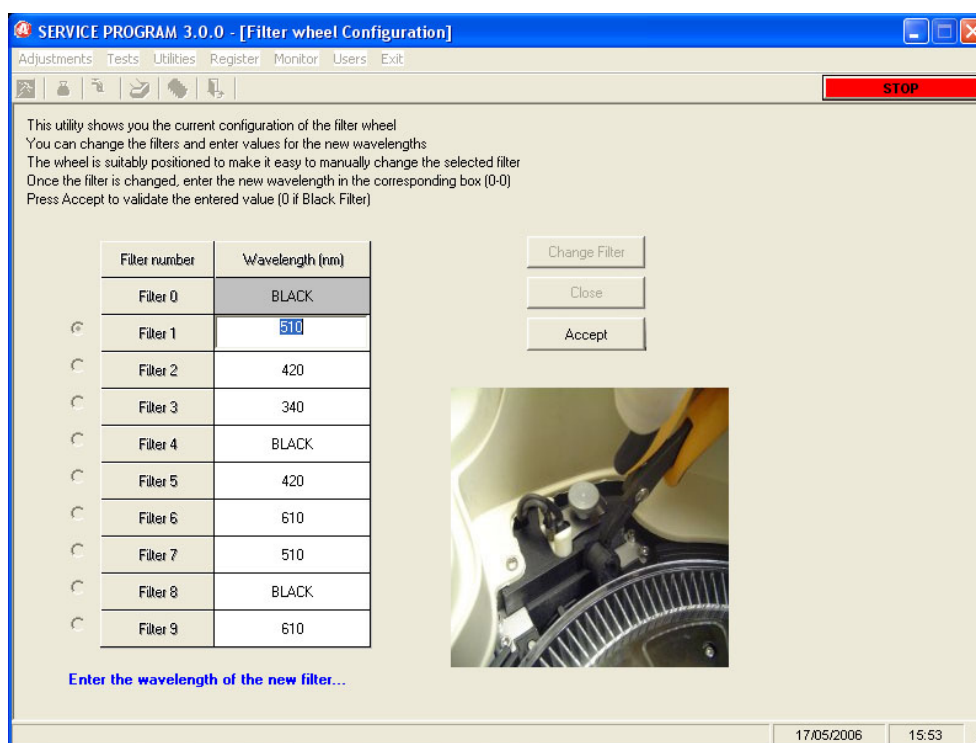 SERVICE PROGRAM 3.0.0 - [Filter wheel Configuration]
Adjustments Tests Utilities Register Monitor Users Exit
STOP
This utility shows you the current configuration of the filter wheel
You can change the filters and enter values for the new wavelengths
The wheel is suitably positioned to make it easy to manually change the selected filter
Once the filter is changed, enter the new wavelength in the corresponding box (0-0)
Press Accept to validate the entered value (0 if Black Filter)
Filter number Wavelength (nm)
Filter 0 BLACK
Filter 1 510
Filter 2 420
Filter 3 340
Filter 4 BLACK
Filter 5 420
Filter 6 610
Filter 7 510
Filter 8 BLACK
Filter 9 610
Change Filter
Close
Accept
Enter the wavelength of the new filter...
17/05/2006 15:53